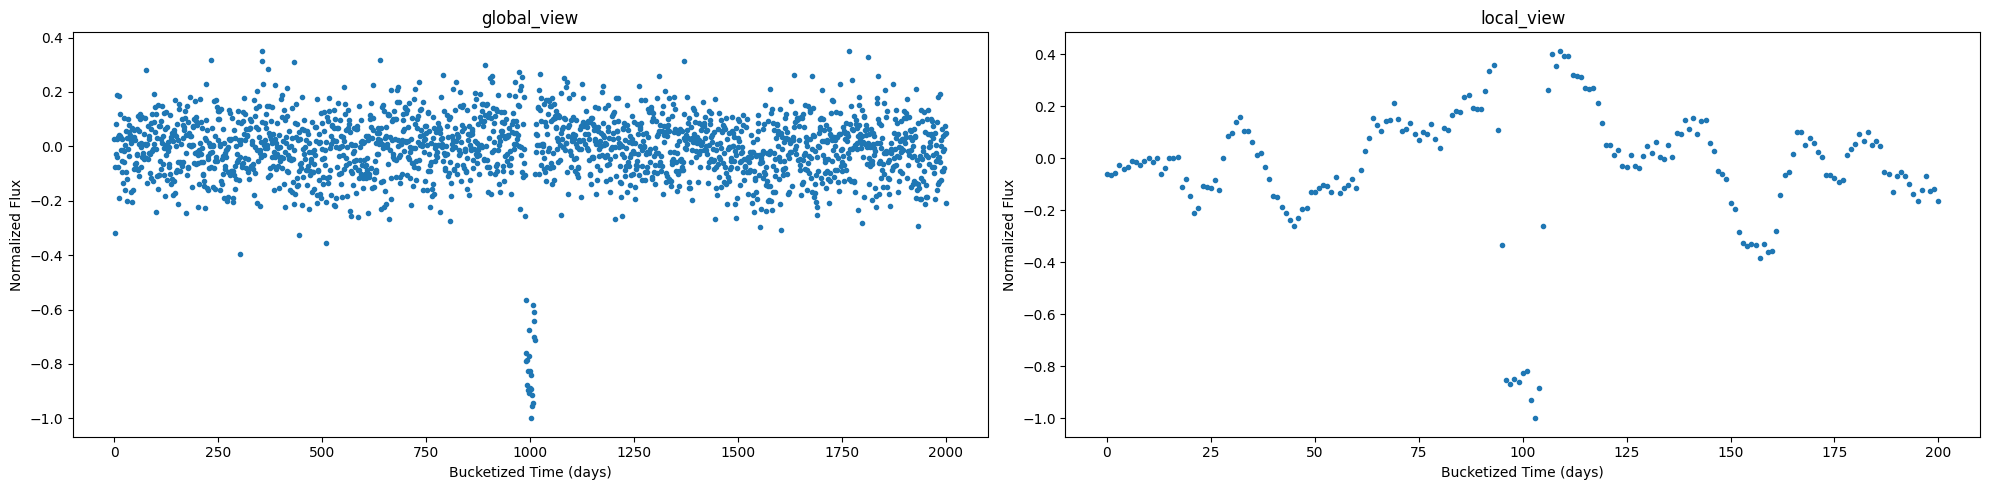 global_view
0.4
0.2
0.0
−0.2
−0.4
−0.6
−0.8
−1.0
Normalized Flux
0 250 500 750 1000 1250 1500 1750 2000
Bucketized Time (days)
local_view
0.4
0.2
0.0
−0.2
−0.4
−0.6
−0.8
−1.0
Normalized Flux
0 25 50 75 100 125 150 175 200
Bucketized Time (days)